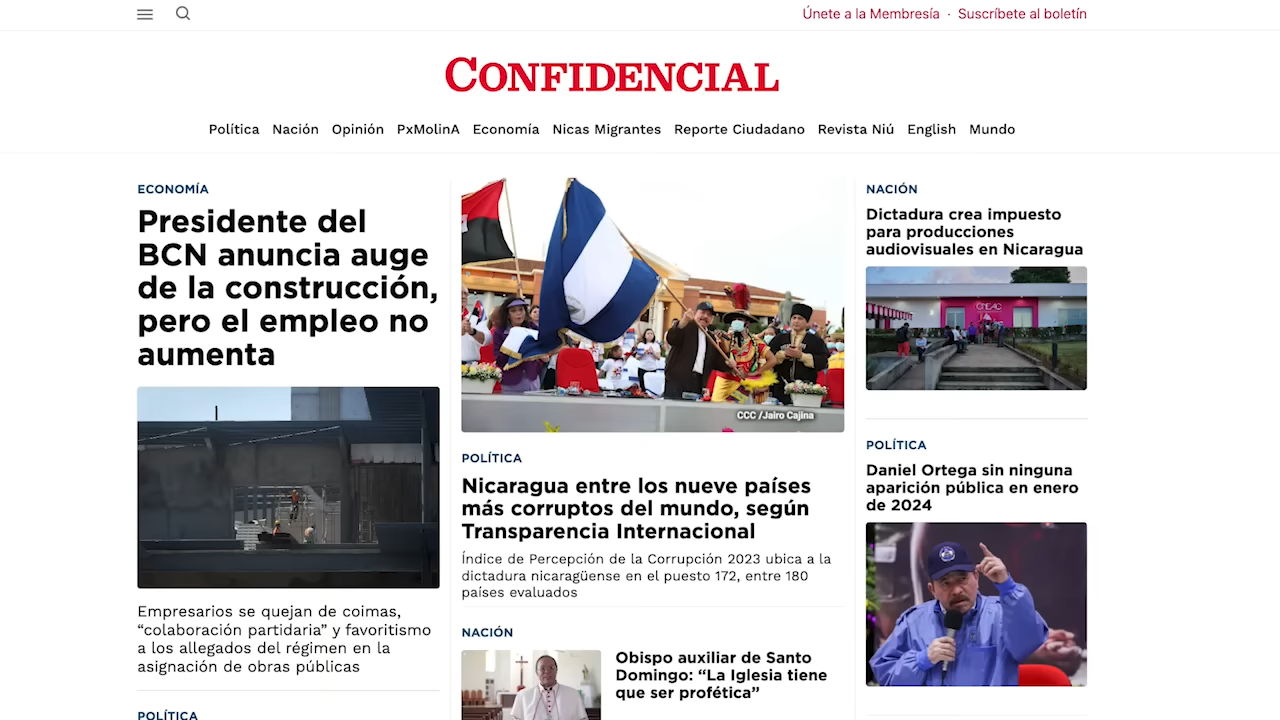 Únete a la Membresía · Suscríbete al boletín
CONFIDENCIAL
Política Nación Opinión PxMolinA Economía Nicas Migrantes Reporte Ciudadano Revista Niú English Mundo
ECONOMÍA
Presidente del
BCN anuncia auge
de la construcción,
pero el empleo no
aumenta
Empresarios se quejan de coimas,
“colaboración partidaria” y favoritismo
a los allegados del régimen en la
asignación de obras públicas
POLÍTICA
CCC /Jairo Cajina
POLÍTICA
Nicaragua entre los nueve países
más corruptos del mundo, según
Transparencia Internacional
Índice de Percepción de la Corrupción 2023 ubica a la
dictadura nicaragüense en el puesto 172, entre 180
países evaluados
NACIÓN
Obispo auxiliar de Santo
Domingo: “La Iglesia tiene
que ser profética”
NACIÓN
Dictadura crea impuesto
para producciones
audiovisuales en Nicaragua
POLÍTICA
Daniel Ortega sin ninguna
aparición pública en enero
de 2024